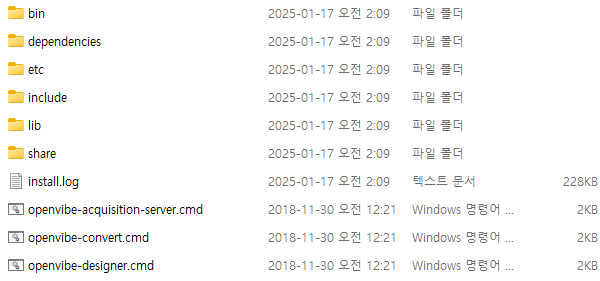 bin 2025-01-17 오전 2:09 파일 폴더
dependencies 2025-01-17 오전 2:09 파일 폴더
etc 2025-01-17 오전 2:09 파일 폴더
include 2025-01-17 오전 2:09 파일 폴더
lib 2025-01-17 오전 2:09 파일 폴더
share 2025-01-17 오전 2:09 파일 폴더
install.log 2025-01-17 오전 2:09 텍스트 문서 228KB
openvibe-acquisition-server.cmd 2018-11-30 오전 12:21 Windows 명령어 ... 2KB
openvibe-convert.cmd 2018-11-30 오전 12:21 Windows 명령어 ... 2KB
openvibe-designer.cmd 2018-11-30 오전 12:21 Windows 명령어 ... 2KB